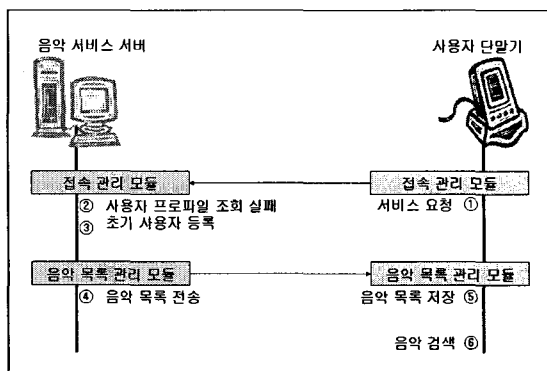 음악 서비스 서버
사용자 단말기
접속 관리 모듈
접속 관리 모듈
② 사용자 프로파일 조회 실패
서비스 요청 ①
③ 초기 사용자 등록
음악 목록 관리 모듈
음악 목록 관리 모듈
④ 음악 목록 전송
음악 목록 저장 ⑤
음악 검색 ⑥